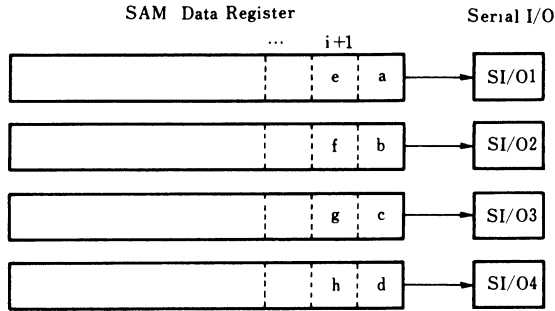 SAM Data Register Serial I/O
... i+1
e a SI/O1
f b SI/O2
g c SI/O3
h d SI/O4